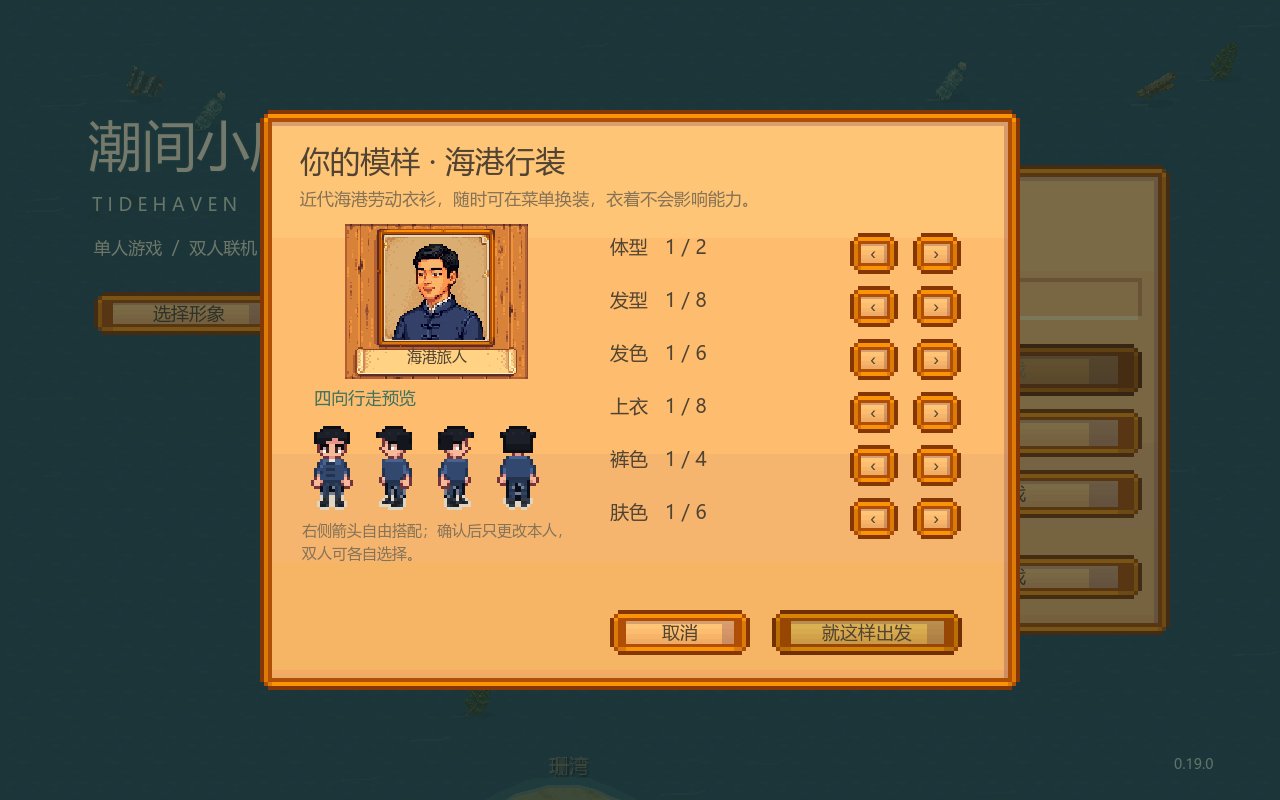 你的模样 · 海港行装
近代海港劳动衣衫，随时可在菜单换装，衣着不会影响能力。
海港旅人
四向行走预览
右侧箭头自由搭配；确认后只更改本人，
双人可各自选择。
体型 1 / 2
‹ ›
发型 1 / 8
‹ ›
发色 1 / 6
‹ ›
上衣 1 / 8
‹ ›
裤色 1 / 4
‹ ›
肤色 1 / 6
‹ ›
取消
就这样出发
潮间小
TIDEHAVEN
单人游戏 / 双人联机
选择形象
珊湾
0.19.0